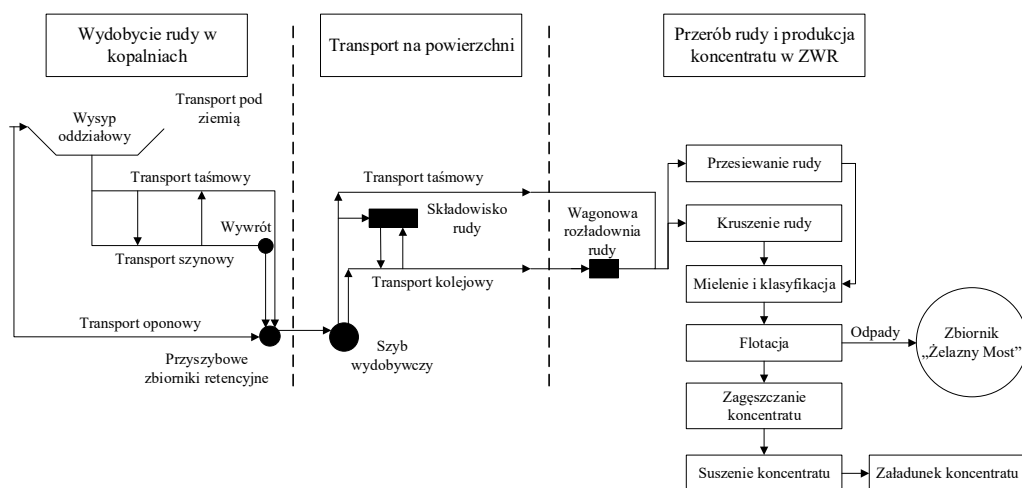 Wydobycie rudy w
kopalniach
Transport na powierzchni
Przerób rudy i produkcja
koncentratu w ZWR
Wysyp
oddziałowy
Transport pod
ziemią
Transport taśmowy
Wywrót
Transport szynowy
Transport oponowy
Przyszybowe
zbiorniki retencyjne
Transport taśmowy
Składowisko
rudy
Transport kolejowy
Szyb
wydobywczy
Wagonowa
rozładownia
rudy
Przesiewanie rudy
Kruszenie rudy
Mielenie i klasyfikacja
Flotacja
Odpady
Zbiornik
„Żelazny Most”
Zagęszczanie
koncentratu
Suszenie koncentratu
Załadunek koncentratu